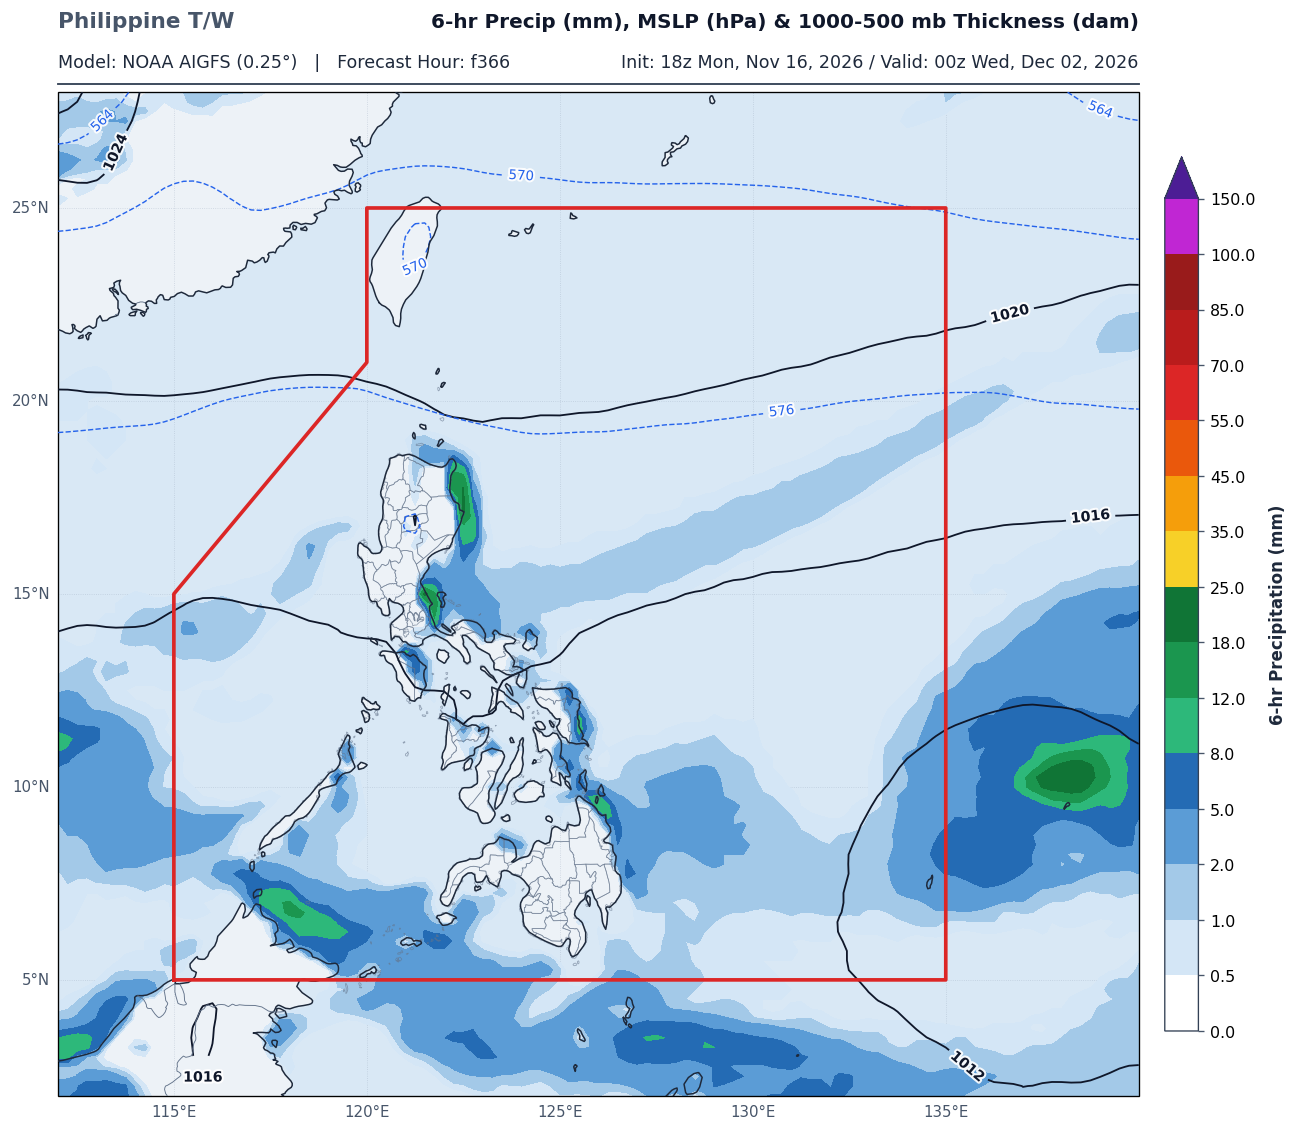 Philippine T/W
6-hr Precip (mm), MSLP (hPa) & 1000-500 mb Thickness (dam)
Model: NOAA AIGFS (0.25°)   |   Forecast Hour: f366
Init: 18z Mon, Nov 16, 2026 / Valid: 00z Wed, Dec 02, 2026
564
1024
564
570
570
1020
576
1016
1012
1016
25°N
20°N
15°N
10°N
5°N
115°E
120°E
125°E
130°E
135°E
150.0
100.0
85.0
70.0
55.0
45.0
35.0
25.0
18.0
12.0
8.0
5.0
2.0
1.0
0.5
0.0
6-hr Precipitation (mm)